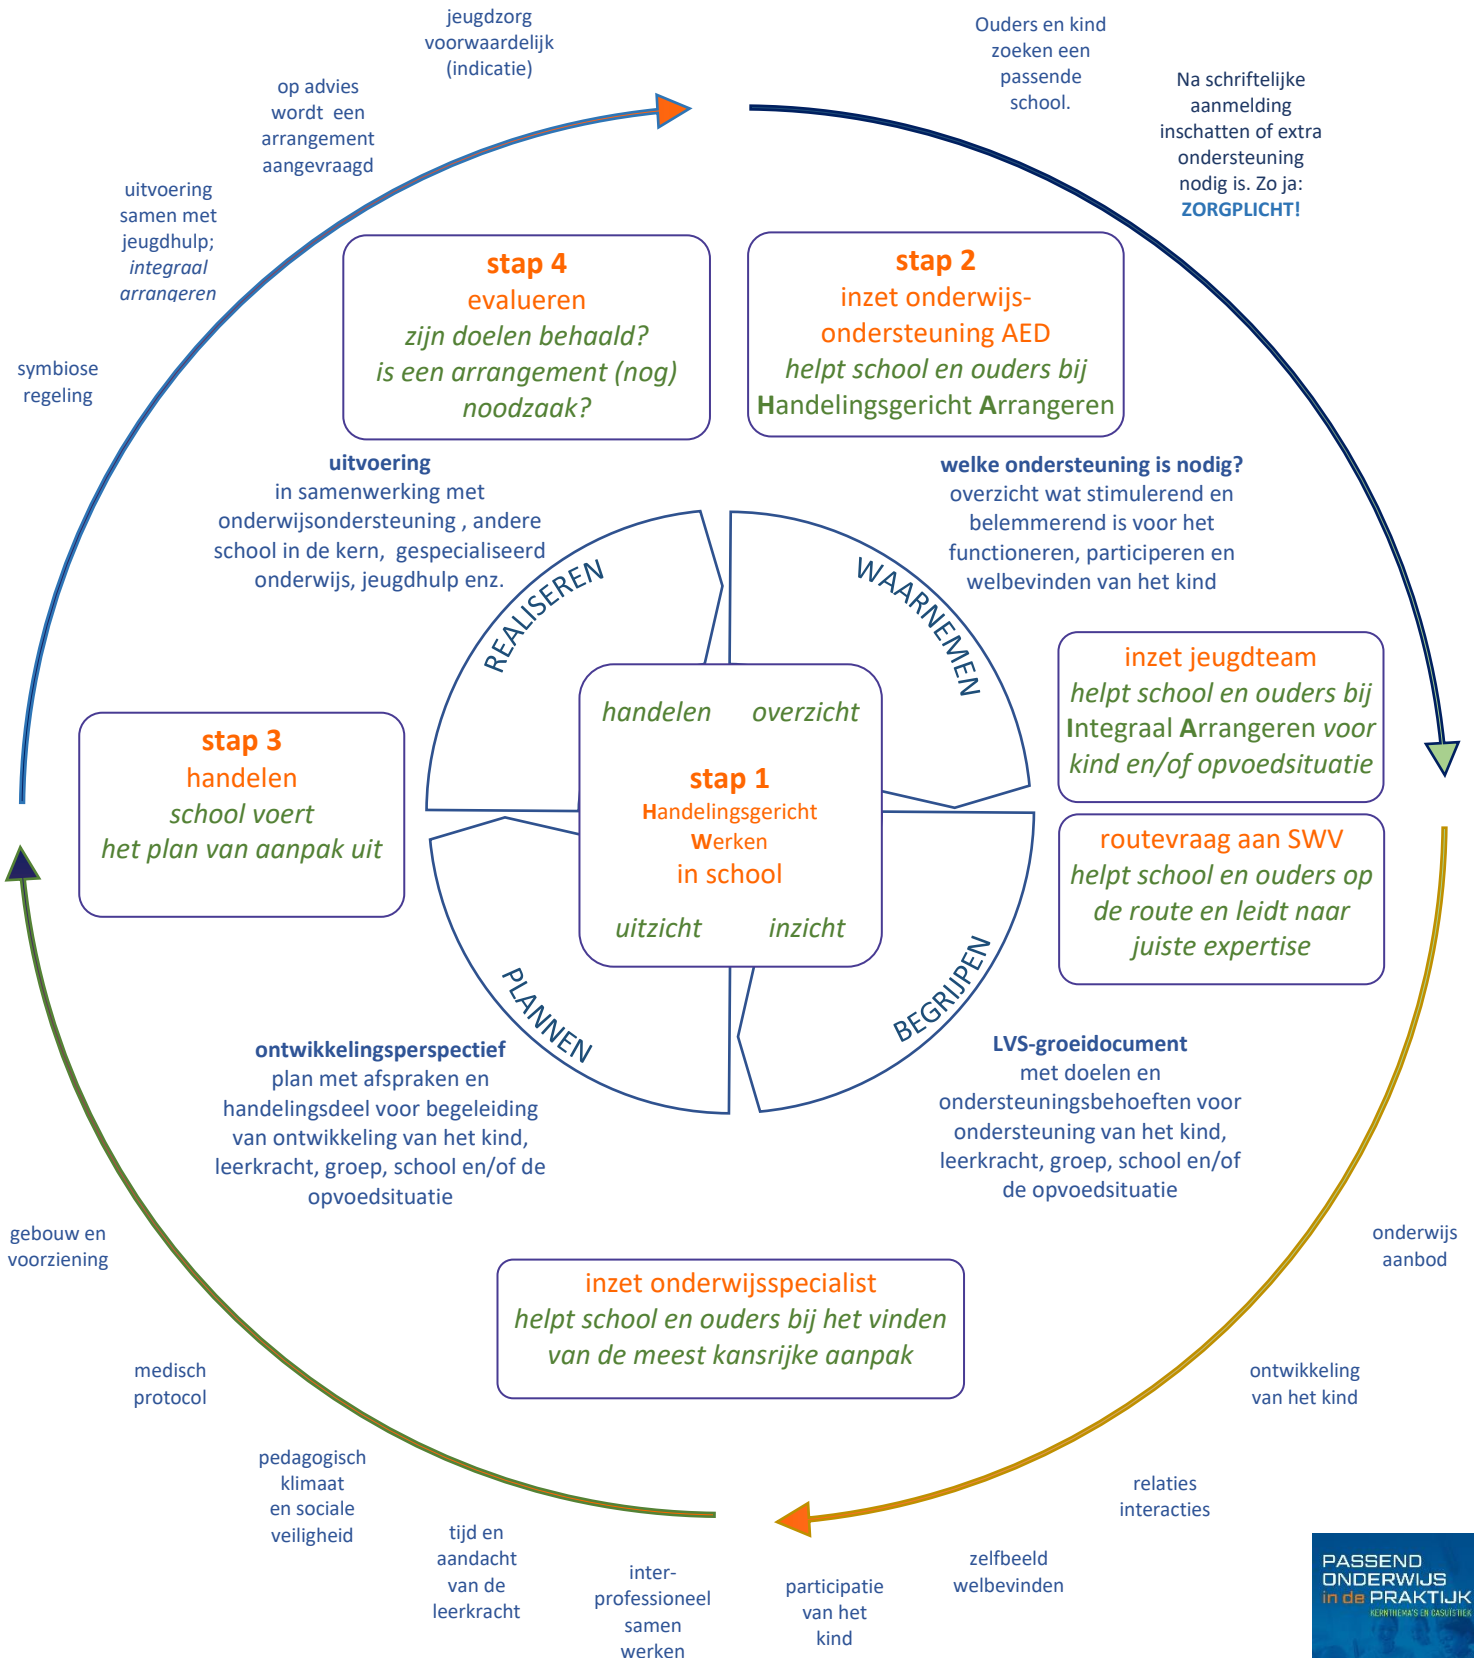 jeugdzorg
voorwaardelijk
(indicatie)
Ouders en kind
zoeken een
passende
school.
op advies
wordt een
arrangement
aangevraagd
Na schriftelijke
aanmelding
inschatten of extra
ondersteuning
nodig is. Zo ja:
ZORGPLICHT!
uitvoering
samen met
jeugdhulp;
integraal
arrangeren
symbiose
regeling
stap 4
evalueren
zijn doelen behaald?
is een arrangement (nog)
noodzaak?
stap 2
inzet onderwijs-
ondersteuning AED
helpt school en ouders bij
Handelingsgericht Arrangeren
uitvoering
in samenwerking met
onderwijsondersteuning , andere
school in de kern, gespecialiseerd
onderwijs, jeugdhulp enz.
welke ondersteuning is nodig?
overzicht wat stimulerend en
belemmerend is voor het
functioneren, participeren en
welbevinden van het kind
REALISEREN
WAARNEMEN
inzet jeugdteam
helpt school en ouders bij
Integraal Arrangeren voor
kind en/of opvoedsituatie
handelen overzicht
stap 1
Handelingsgericht
Werken
in school
uitzicht inzicht
stap 3
handelen
school voert
het plan van aanpak uit
routevraag aan SWV
helpt school en ouders op
de route en leidt naar
juiste expertise
PLANNEN
BEGRIJPEN
ontwikkelingsperspectief
plan met afspraken en
handelingsdeel voor begeleiding
van ontwikkeling van het kind,
leerkracht, groep, school en/of de
opvoedsituatie
LVS-groeidocument
met doelen en
ondersteuningsbehoeften voor
ondersteuning van het kind,
leerkracht, groep, school en/of
de opvoedsituatie
gebouw en
voorziening
onderwijs
aanbod
inzet onderwijsspecialist
helpt school en ouders bij het vinden
van de meest kansrijke aanpak
medisch
protocol
ontwikkeling
van het kind
pedagogisch
klimaat
en sociale
veiligheid
relaties
interacties
tijd en
aandacht
van de
leerkracht
inter-
professioneel
samen
werken
participatie
van het
kind
zelfbeeld
welbevinden
PASSEND
ONDERWIJS
in de PRAKTIJK
KERNTHEMA'S EN CASUÏSTIEK